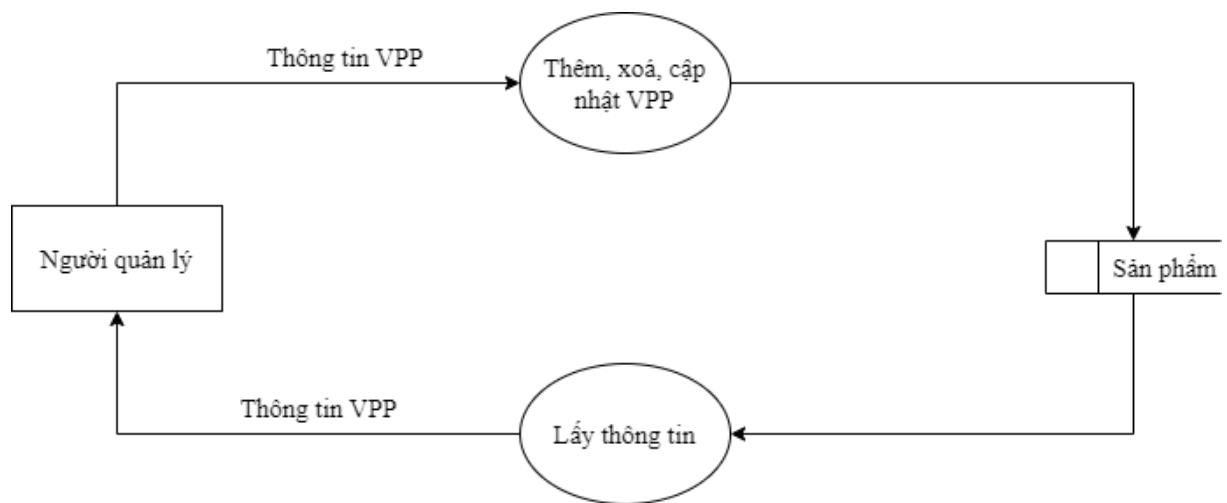 Thông tin VPP
Thêm, xoá, cập
nhật VPP
Người quản lý
Sản phẩm
Thông tin VPP
Lấy thông tin